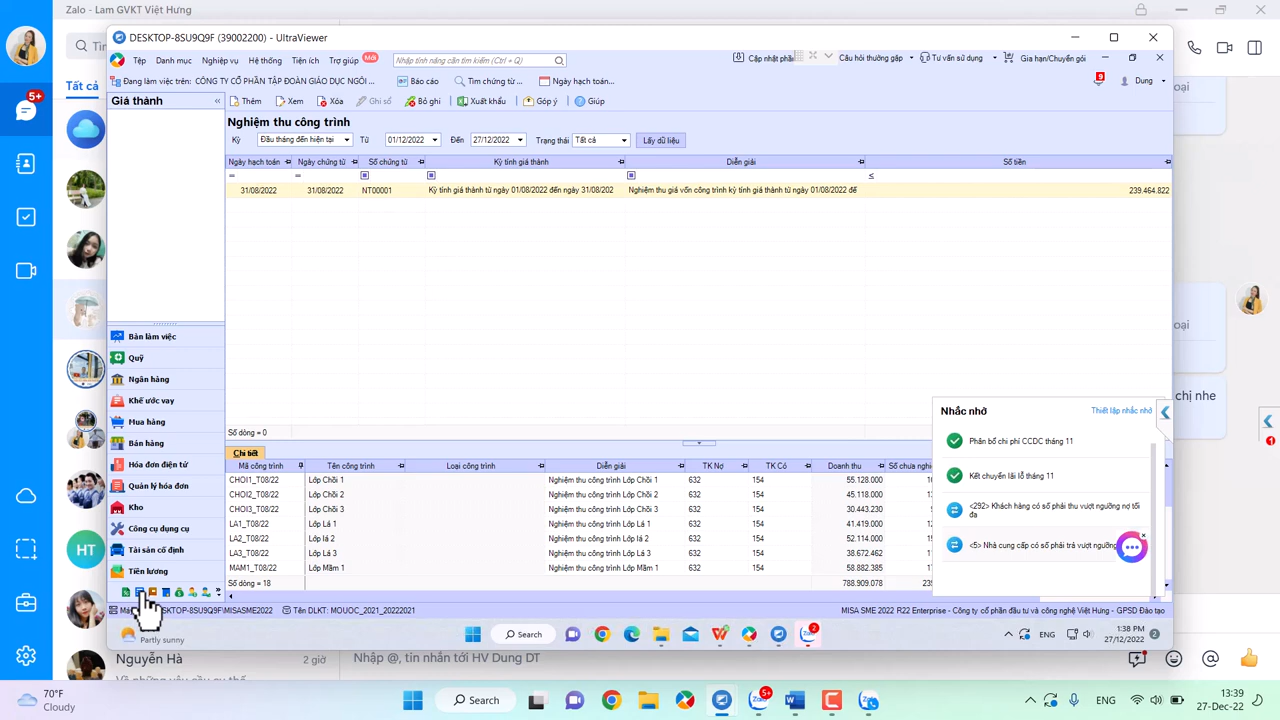 Zalo - Lam GVKT Việt Hưng
DESKTOP-8SU9Q9F (39002200) - UltraViewer
Tệp Danh mục Nghiệp vụ Hệ thống Tiện ích Trợ giúp Mới
Nhập tính năng cần tìm kiếm (Ctrl + Q)
Cập nhật phần Câu hỏi thường gặp Tư vấn sử dụng Gia hạn/Chuyển gói
Đang làm việc trên: CÔNG TY CỔ PHẦN TẬP ĐOÀN GIÁO DỤC NGÔI ... Báo cáo Tìm chứng từ... Ngày hạch toán...
9 Dung
Tất cả
5+
Giá thành
Thêm Xem Xóa Ghi sổ Bỏ ghi Xuất khẩu Góp ý Giúp
Nghiệm thu công trình
Kỳ Đầu tháng đến hiện tại Từ 01/12/2022 Đến 27/12/2022 Trạng thái Tất cả Lấy dữ liệu
Ngày hạch toán Ngày chứng từ Số chứng từ Kỳ tính giá thành Diễn giải Số tiền
= = ≤
31/08/2022 31/08/2022 NT00001 Kỳ tính giá thành từ ngày 01/08/2022 đến ngày 31/08/202 Nghiệm thu giá vốn công trình kỳ tính giá thành từ ngày 01/08/2022 đế 239.464.822
Bàn làm việc
Quỹ
Ngân hàng
Khế ước vay
Mua hàng
Bán hàng
Hóa đơn điện tử
Quản lý hóa đơn
Kho
Công cụ dụng cụ
Tài sản cố định
Tiền lương
Số dòng = 0
Chi tiết
Mã công trình Tên công trình Loại công trình Diễn giải TK Nợ TK Có Doanh thu Số chưa nghiệ
CHOI1_T08/22 Lớp Chồi 1 Nghiệm thu công trình Lớp Chồi 1 632 154 55.128.000
CHOI2_T08/22 Lớp Chồi 2 Nghiệm thu công trình Lớp Chồi 2 632 154 45.118.000
CHOI3_T08/22 Lớp Chồi 3 Nghiệm thu công trình Lớp Chồi 3 632 154 30.443.230
LA1_T08/22 Lớp Lá 1 Nghiệm thu công trình Lớp Lá 1 632 154 41.419.000
LA2_T08/22 Lớp lá 2 Nghiệm thu công trình Lớp lá 2 632 154 52.114.000
LA3_T08/22 Lớp Lá 3 Nghiệm thu công trình Lớp Lá 3 632 154 38.672.462
MAM1_T08/22 Lớp Mầm 1 Nghiệm thu công trình Lớp Mầm 1 632 154 58.882.385
Số dòng = 18 788.909.078
Nhắc nhở Thiết lập nhắc nhở
Phân bổ chi phí CCDC tháng 11
Kết chuyển lãi lỗ tháng 11
<292> Khách hàng có số phải thu vượt ngưỡng nợ tối
đa
<5> Nhà cung cấp có số phải trả vượt ngưỡng
DESKTOP-8SU9Q9F\MISASME2022 Tên DLKT: MOUOC_2021_20222021 MISA SME 2022 R22 Enterprise - Công ty cổ phần đầu tư và công nghệ Việt Hưng - GPSD Đào tạo
Partly sunny Search 2 ENG 1:38 PM
27/12/2022 2
chị nhe
HT
1
Nguyễn Hà 2 giờ
Nhập @, tin nhắn tới HV Dung DT
70°F
Cloudy
Search 5+ ENG 13:39
27-Dec-22